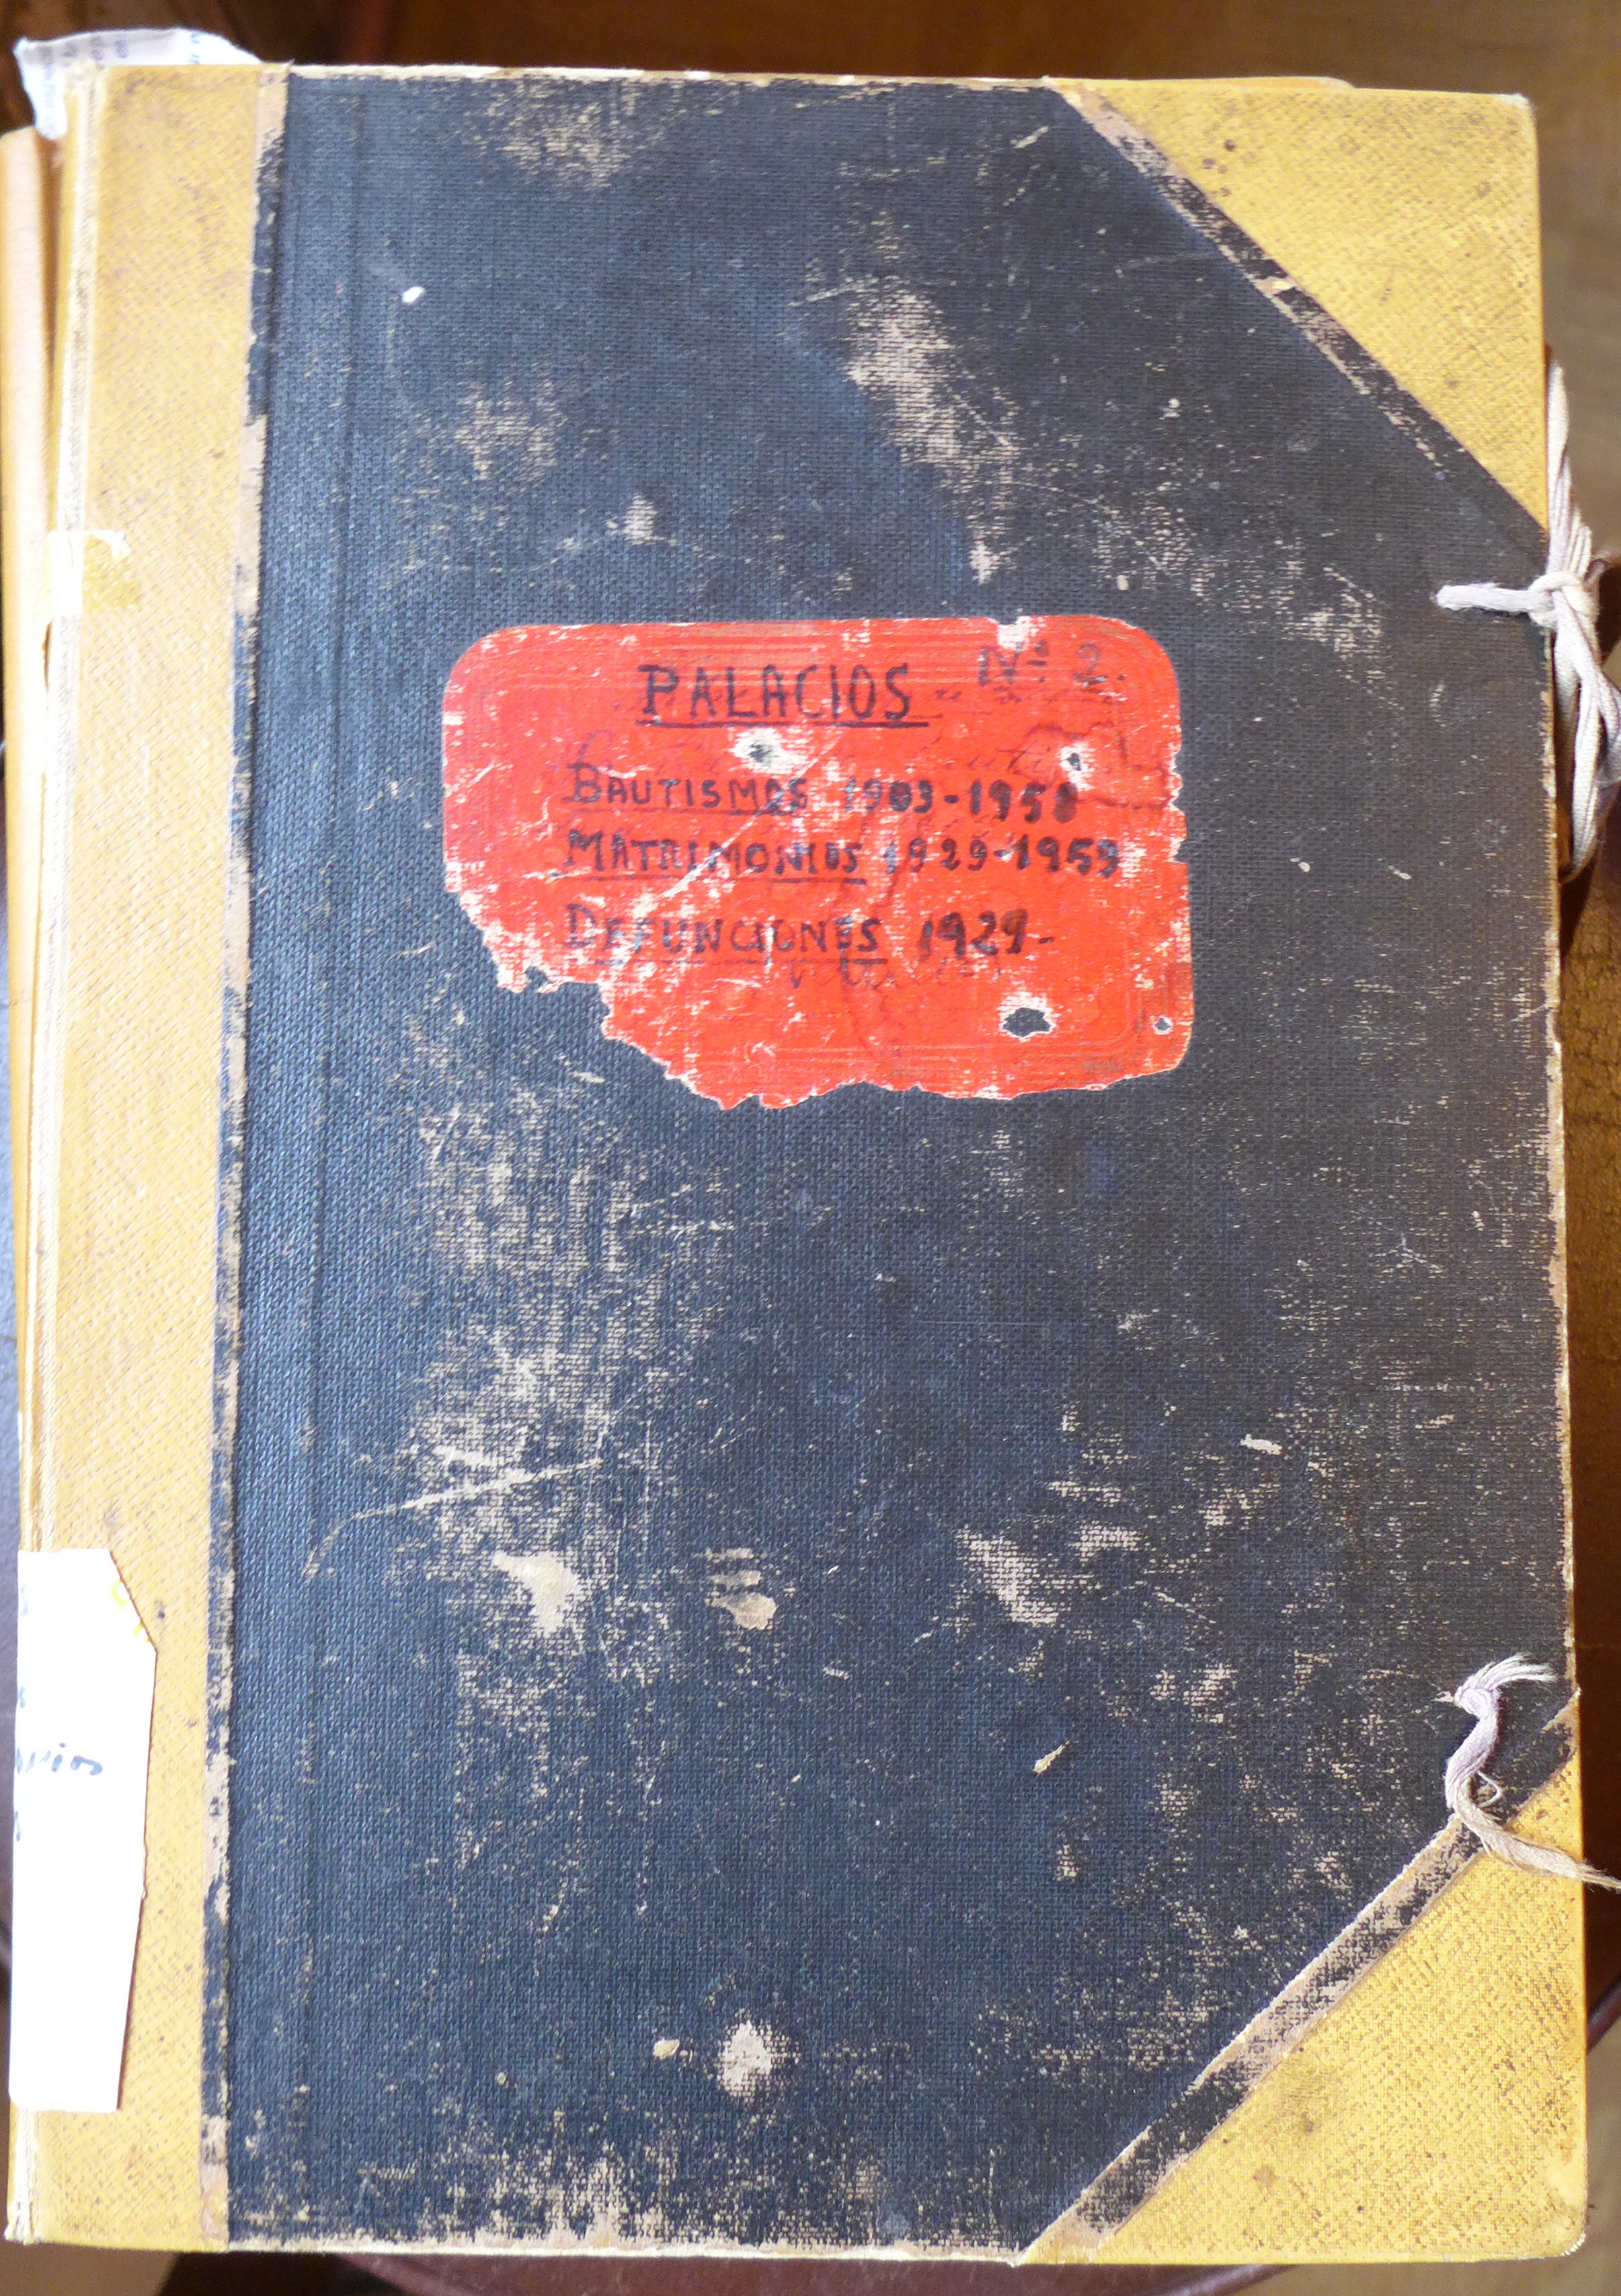 Nº 2.
PALACIOS
BAUTISMOS 1903-1958
MATRIMONIOS 1929-1959
DEFUNCIONES 1929-